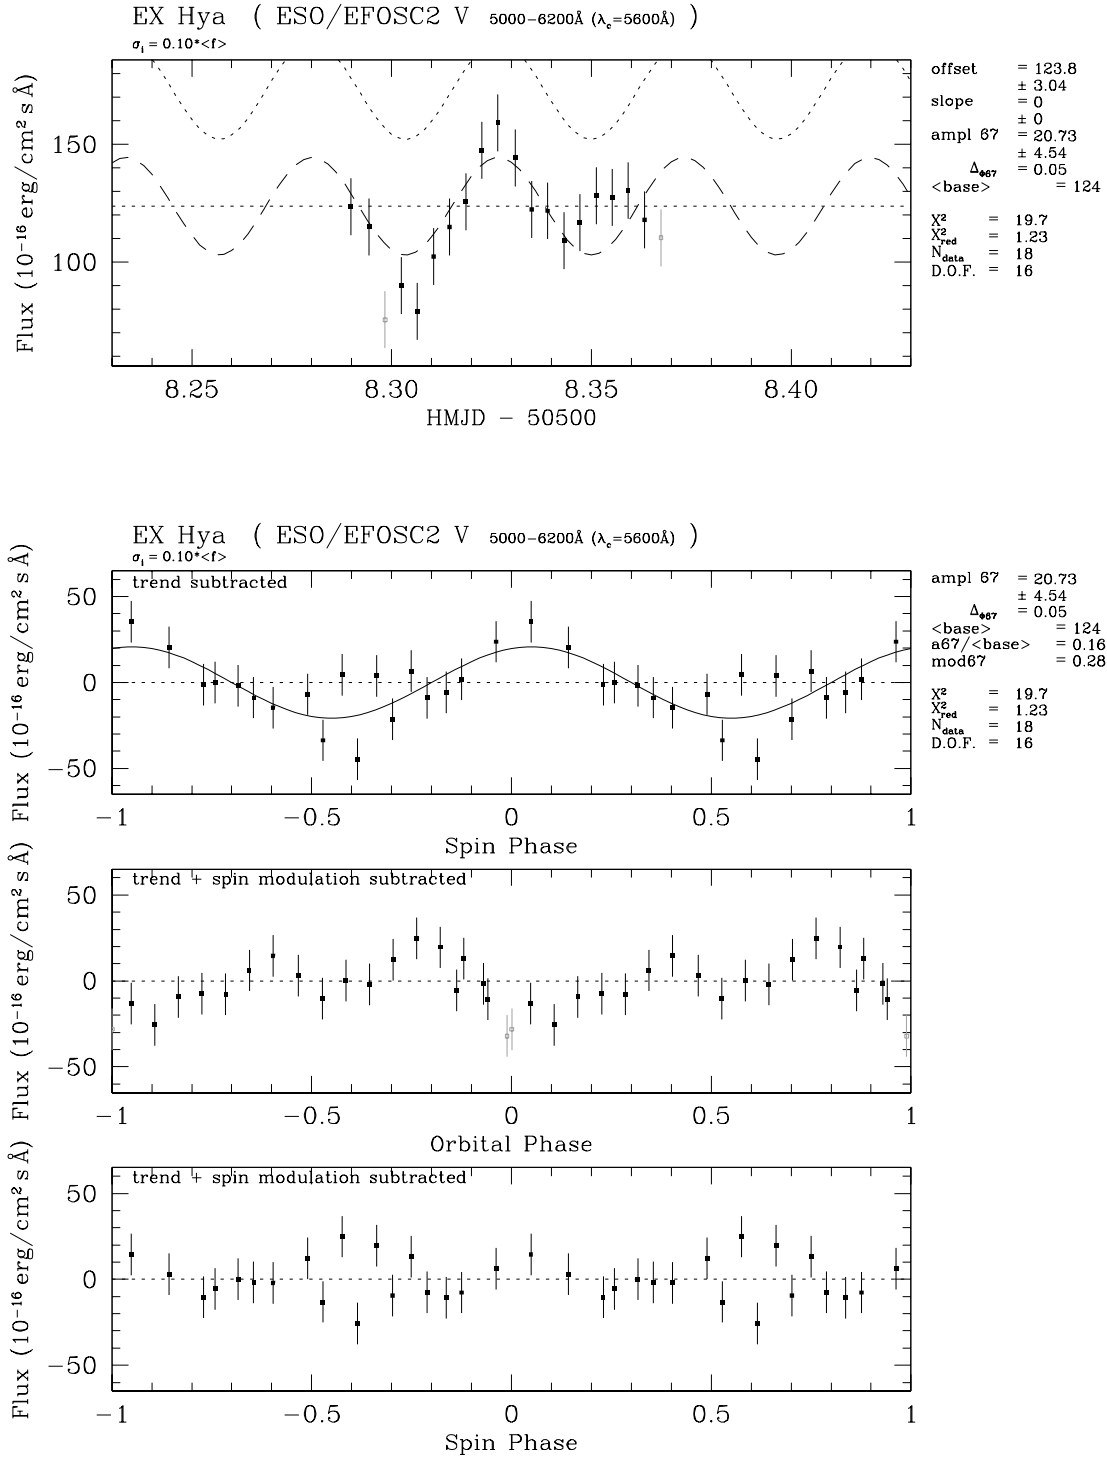 EX Hya ( ESO/EFOSC2 V 5000−6200Å (λc=5600Å) )
σi = 0.10*<f>
Flux (10−16 erg/cm² s Å)
150
100
8.25 8.30 8.35 8.40
HMJD − 50500
offset = 123.8
± 3.04
slope = 0
± 0
ampl 67 = 20.73
± 4.54
ΔΦ67 = 0.05
<base> = 124
X² = 19.7
X²red = 1.23
Ndata = 18
D.O.F. = 16
EX Hya ( ESO/EFOSC2 V 5000−6200Å (λc=5600Å) )
σi = 0.10*<f>
trend subtracted
Flux (10−16 erg/cm² s Å)
50
0
−50
−1 −0.5 0 0.5 1
Spin Phase
ampl 67 = 20.73
± 4.54
ΔΦ67 = 0.05
<base> = 124
a67/<base> = 0.16
mod67 = 0.28
X² = 19.7
X²red = 1.23
Ndata = 18
D.O.F. = 16
trend + spin modulation subtracted
Flux (10−16 erg/cm² s Å)
50
0
−50
−1 −0.5 0 0.5 1
Orbital Phase
trend + spin modulation subtracted
Flux (10−16 erg/cm² s Å)
50
0
−50
−1 −0.5 0 0.5 1
Spin Phase